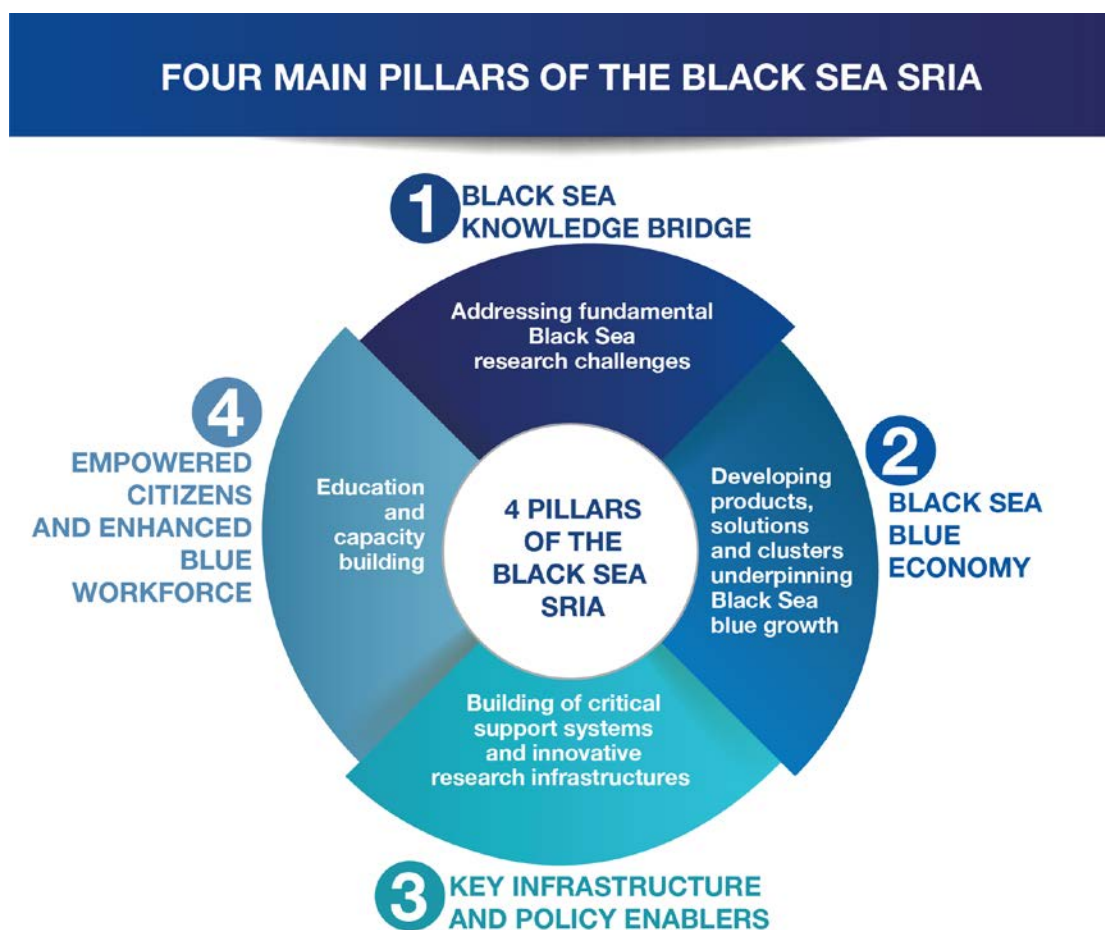 FOUR MAIN PILLARS OF THE BLACK SEA SRIA
1
BLACK SEA
KNOWLEDGE BRIDGE
Addressing fundamental
Black Sea
research challenges
2
BLACK SEA
BLUE
ECONOMY
Developing
products,
solutions
and clusters
underpinning
Black Sea
blue growth
3
KEY INFRASTRUCTURE
AND POLICY ENABLERS
Building of critical
support systems
and innovative
research infrastructures
4
EMPOWERED
CITIZENS
AND ENHANCED
BLUE
WORKFORCE
Education
and
capacity
building
4 PILLARS
OF THE
BLACK SEA
SRIA